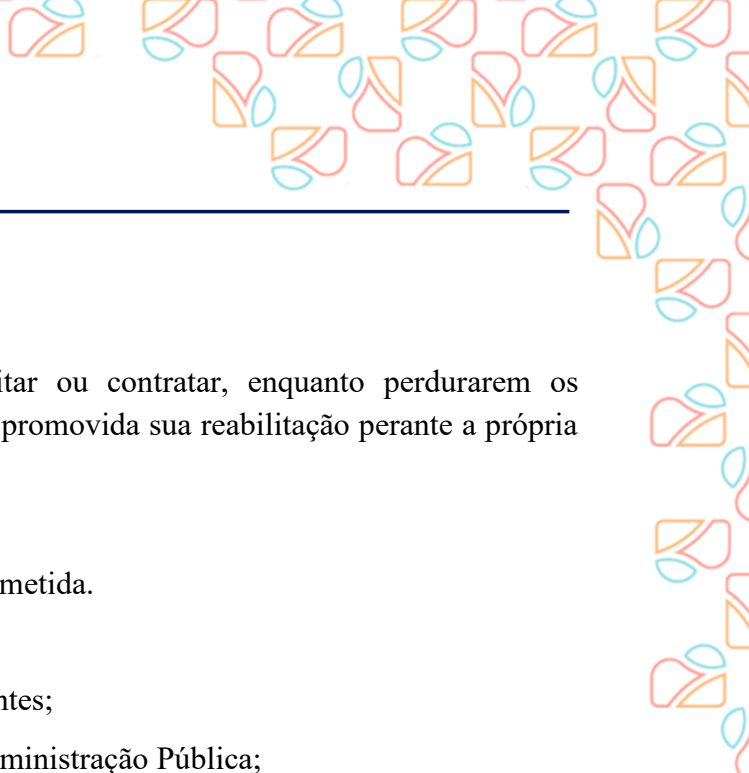 itar ou contratar, enquanto perdurarem os
promovida sua reabilitação perante a própria
metida.
ntes;
ministração Pública;